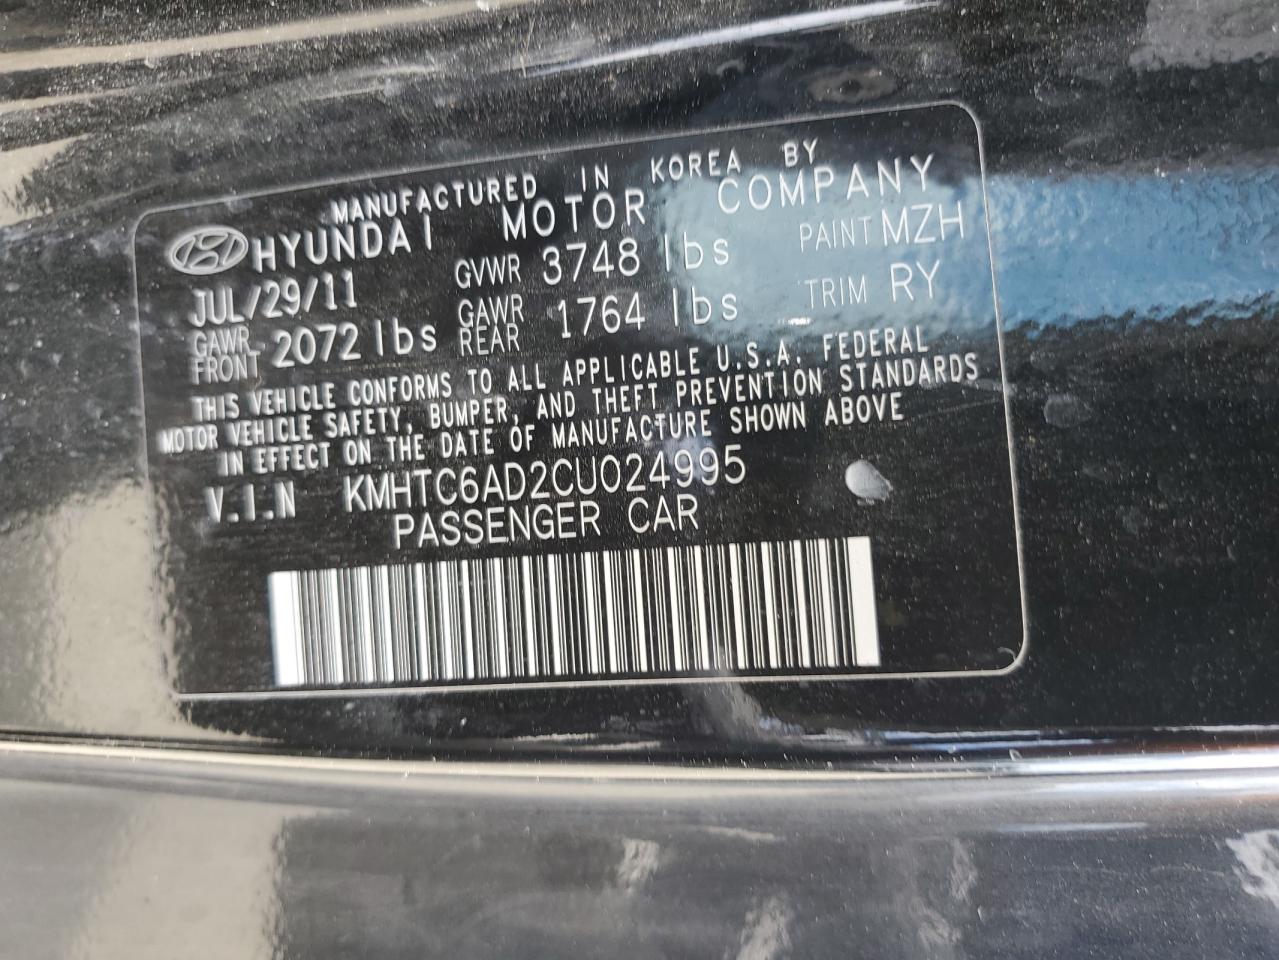 MANUFACTURED IN KOREA BY
HYUNDAI MOTOR COMPANY
JUL/29/11 GVWR 3748 lbs PAINT MZH
GAWR FRONT 2072 lbs GAWR REAR 1764 lbs TRIM RY
THIS VEHICLE CONFORMS TO ALL APPLICABLE U.S.A. FEDERAL
MOTOR VEHICLE SAFETY, BUMPER, AND THEFT PREVENTION STANDARDS
IN EFFECT ON THE DATE OF MANUFACTURE SHOWN ABOVE
V.I.N KMHTC6AD2CU024995
PASSENGER CAR